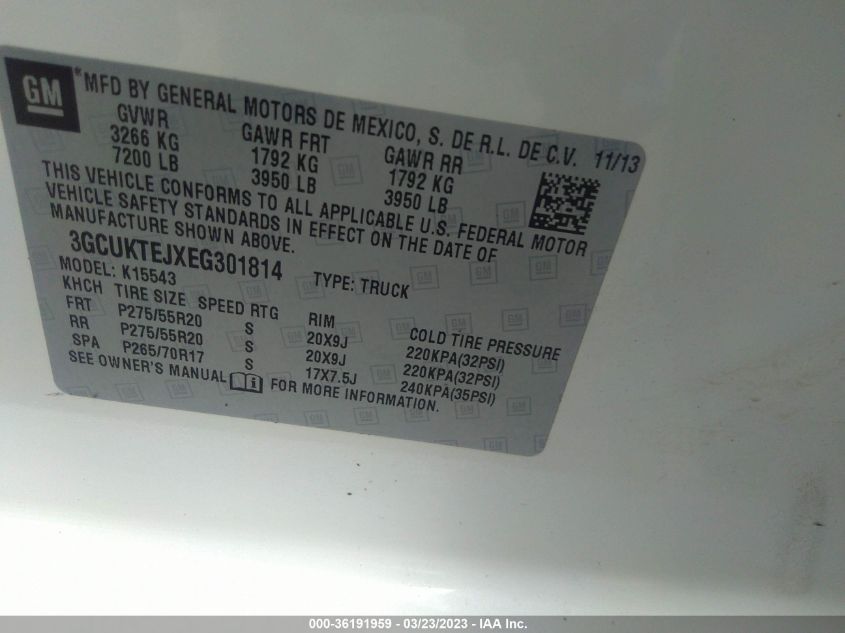 GM
*MFD BY GENERAL MOTORS DE MEXICO, S. DE R.L. DE C.V. 11/13
GVWR GAWR FRT GAWR RR
3266 KG 1792 KG 1792 KG
7200 LB 3950 LB 3950 LB
THIS VEHICLE CONFORMS TO ALL APPLICABLE U.S. FEDERAL MOTOR
VEHICLE SAFETY STANDARDS IN EFFECT ON THE DATE OF
MANUFACTURE SHOWN ABOVE.
3GCUKTEJXEG301814 TYPE: TRUCK
MODEL: K15543
KHCH TIRE SIZE SPEED RTG RIM COLD TIRE PRESSURE
FRT P275/55R20 S 20X9J 220KPA(32PSI)
RR P275/55R20 S 20X9J 220KPA(32PSI)
SPA P265/70R17 S 17X7.5J 240KPA(35PSI)
SEE OWNER'S MANUAL FOR MORE INFORMATION.
000-36191959 - 03/23/2023 - IAA Inc.